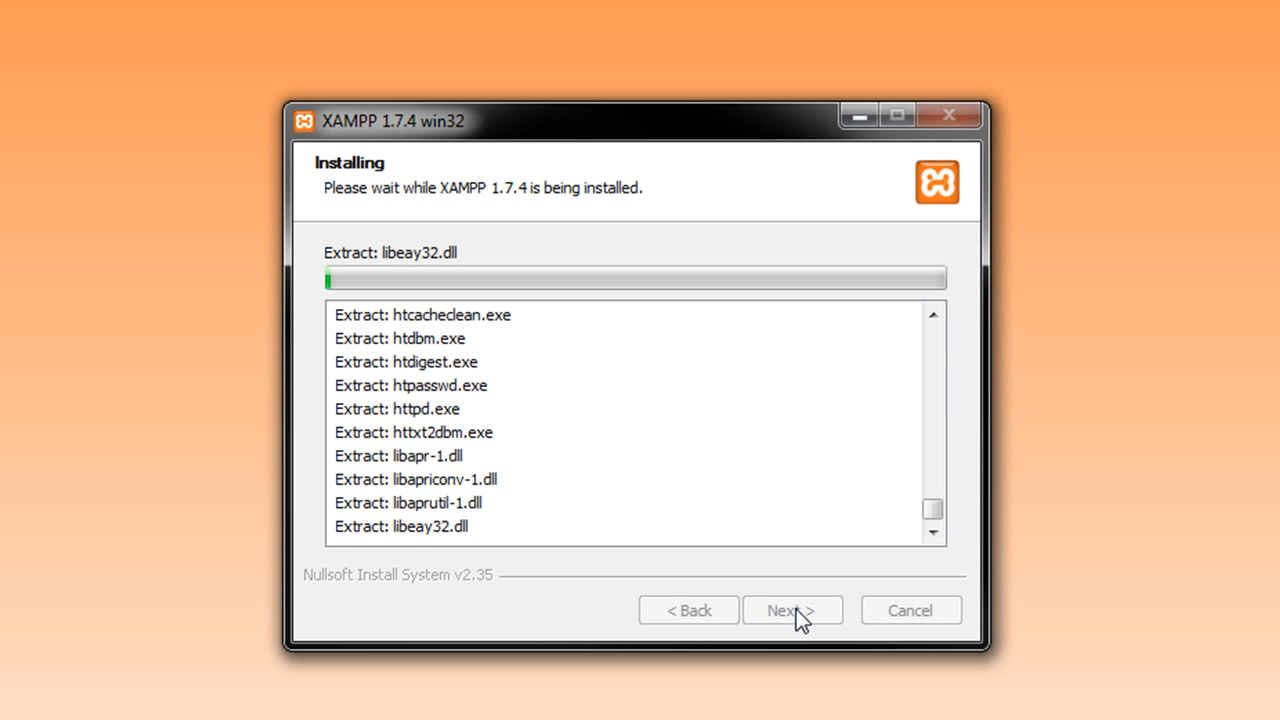 XAMPP 1.7.4 win32
Installing
Please wait while XAMPP 1.7.4 is being installed.
Extract: libeay32.dll
Extract: htcacheclean.exe
Extract: htdbm.exe
Extract: htdigest.exe
Extract: htpasswd.exe
Extract: httpd.exe
Extract: httxt2dbm.exe
Extract: libapr-1.dll
Extract: libapriconv-1.dll
Extract: libaprutil-1.dll
Extract: libeay32.dll
Nullsoft Install System v2.35
< Back
Next >
Cancel